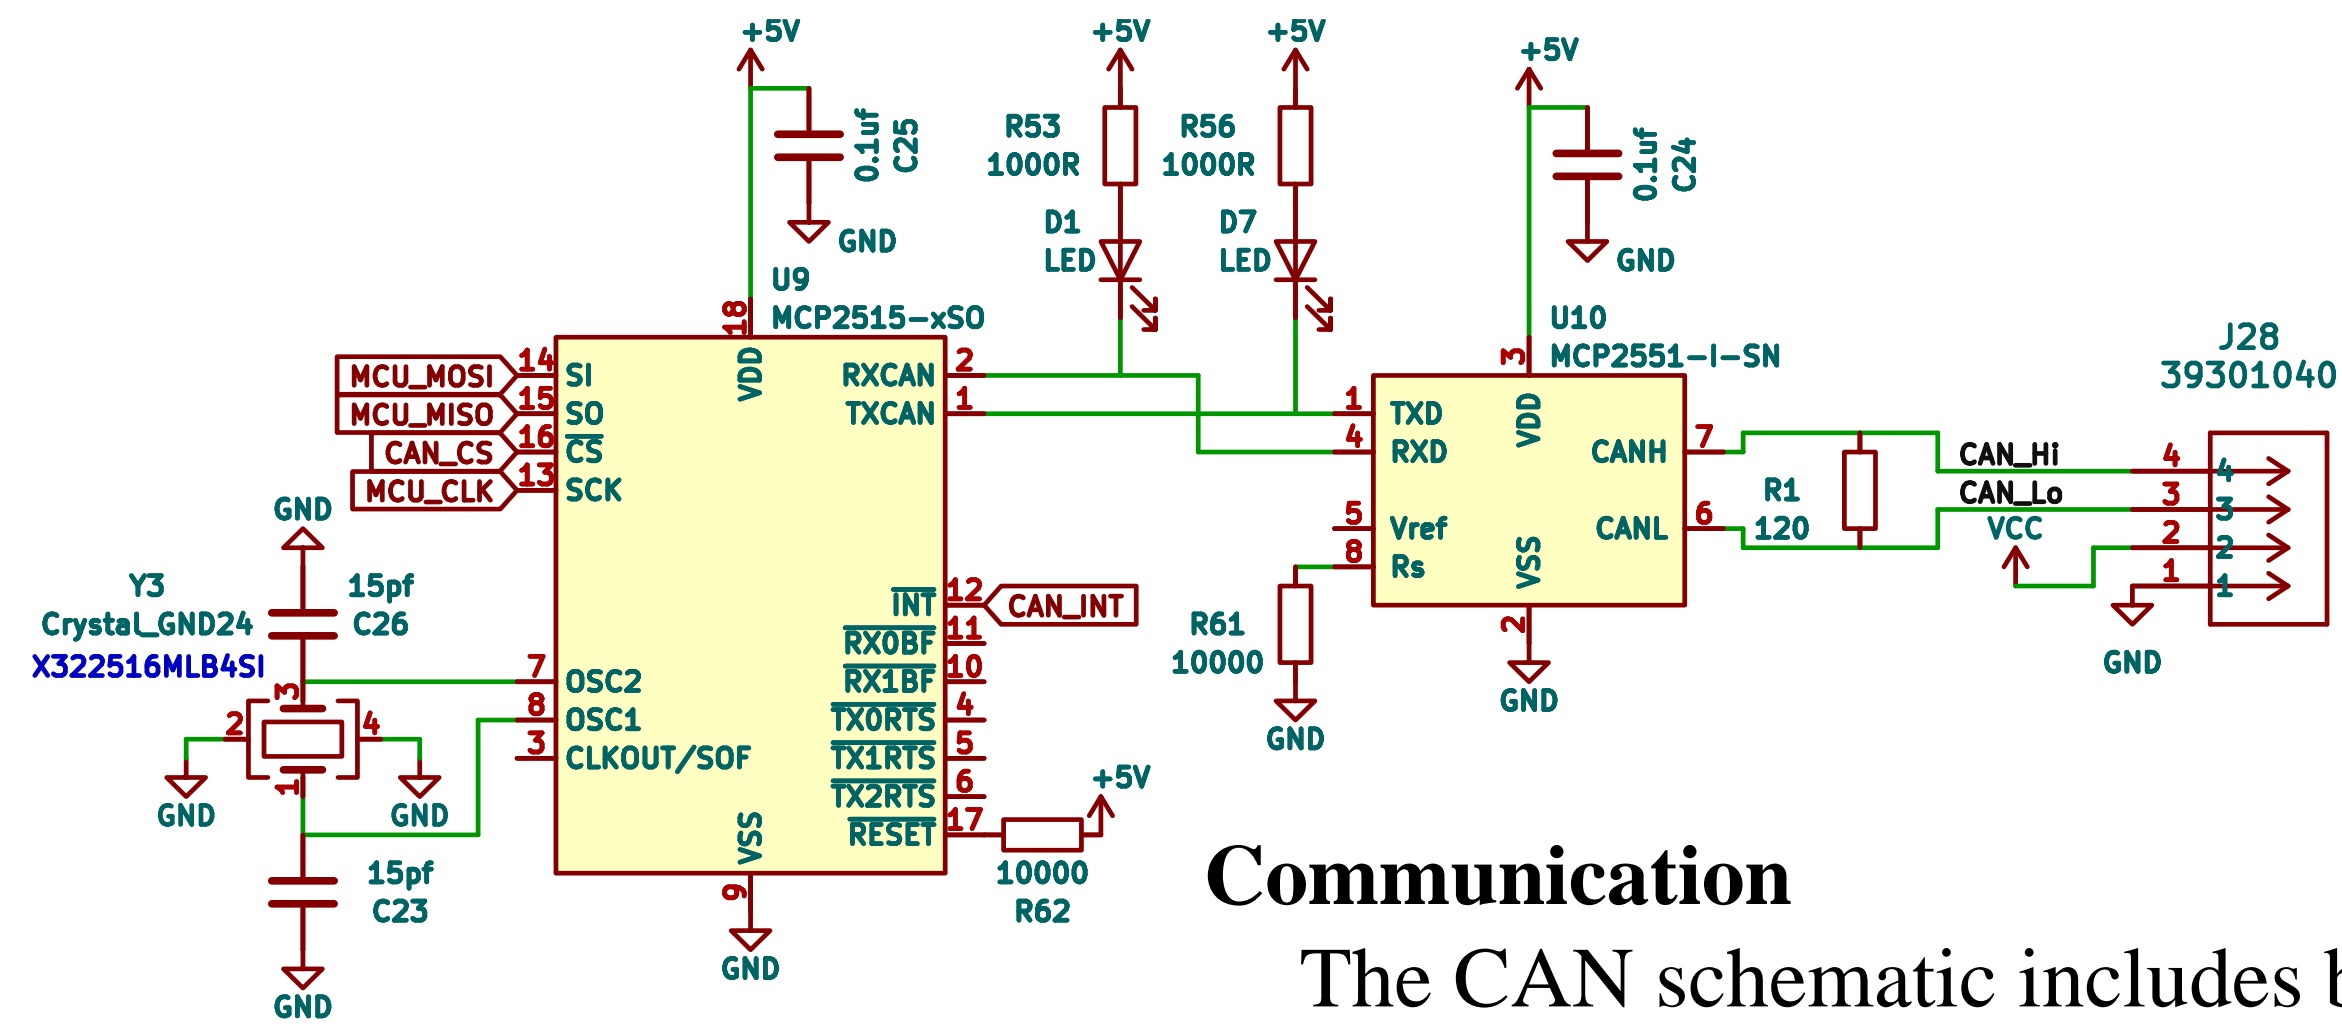 +5V
+5V
+5V
+5V
0.1uf
C25
R53
1000R
R56
1000R
0.1uf
C24
GND
D1
LED
D7
LED
GND
U9
MCP2515-xSO
U10
MCP2551-I-SN
J28
39301040
18
VDD
3
VDD
MCU_MOSI
14
SI
RXCAN
2
MCU_MISO
15
SO
TXCAN
1
1
TXD
CAN_CS
16
CS
4
RXD
CANH
7
CAN_Hi
4
4
MCU_CLK
13
SCK
R1
120
CAN_Lo
3
3
GND
5
Vref
CANL
6
VCC
2
2
8
Rs
VSS
2
1
1
Y3
Crystal_GND24
X322516MLB4SI
15pf
C26
INT
12
CAN_INT
RX0BF
11
R61
10000
GND
7
OSC2
RX1BF
10
3
GND
8
OSC1
TX0RTS
4
2
4
GND
3
CLKOUT/SOF
TX1RTS
5
1
GND
GND
TX2RTS
6
+5V
VSS
RESET
17
15pf
C23
9
10000
R62
GND
GND
Communication
The CAN schematic includes